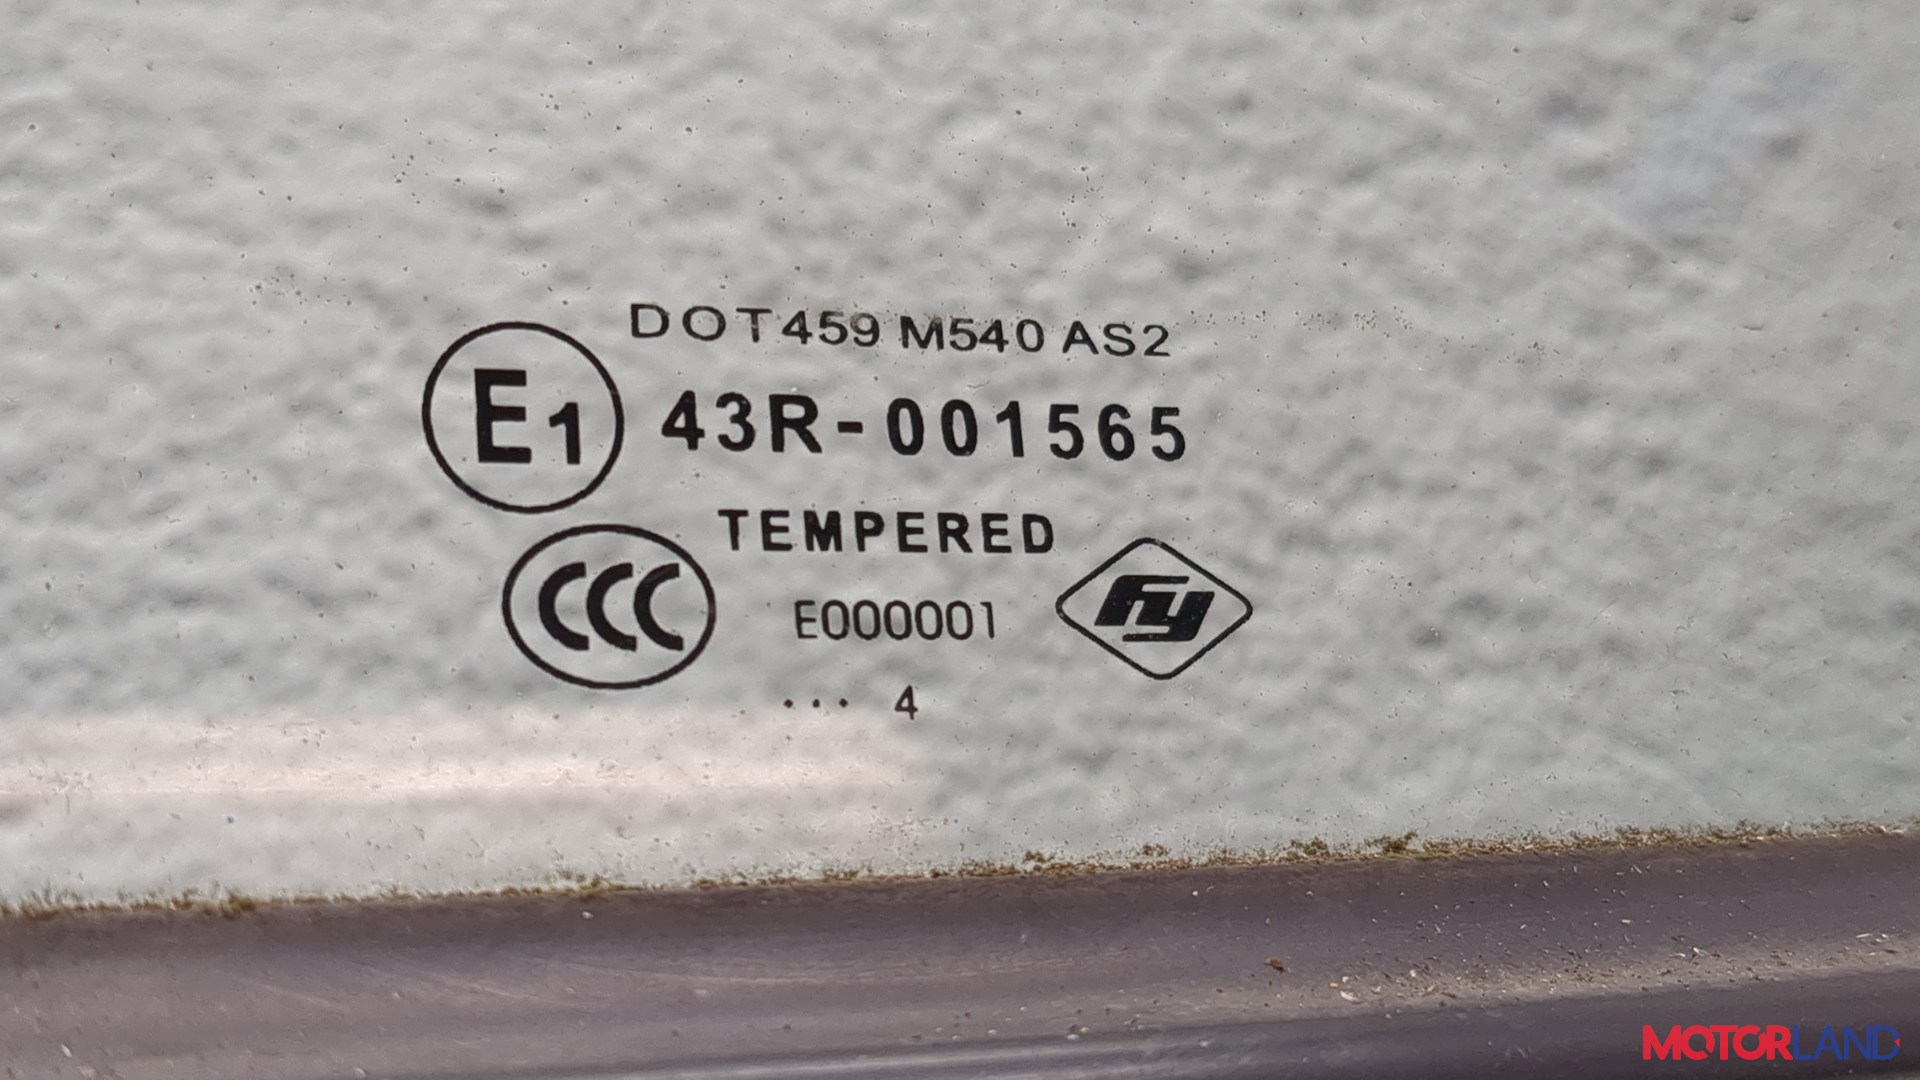 DOT459 M540 AS2
E1 43R-001565
TEMPERED
CCC E000001 fy
... 4
MOTORLAND